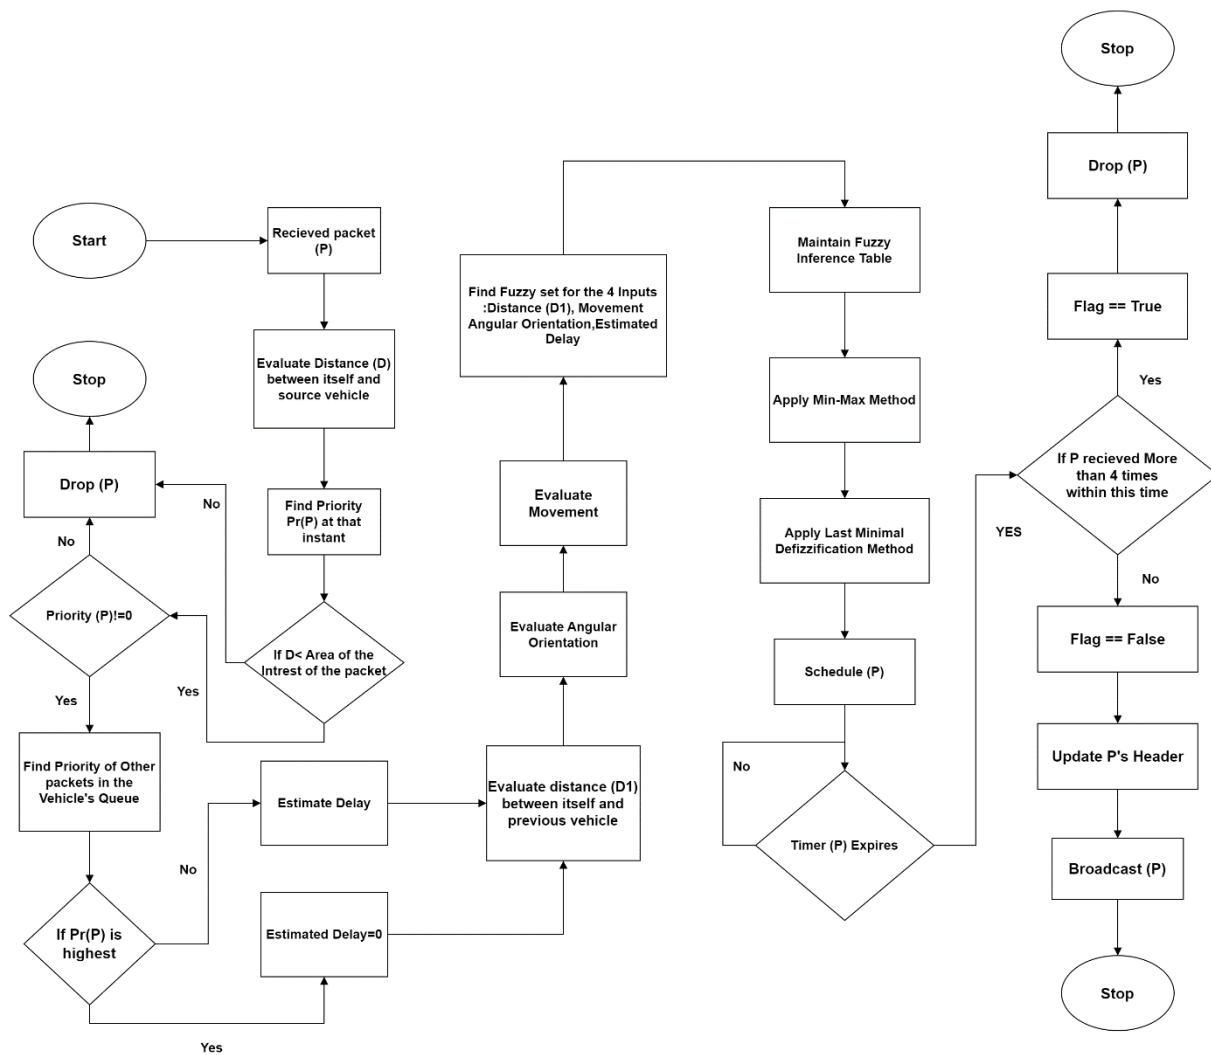 Start
Recieved packet
(P)
Evaluate Distance (D)
between itself and
source vehicle
Find Priority
Pr(P) at that
instant
If D< Area of the
Intrest of the packet
No
Yes
Stop
Drop (P)
No
Priority (P)!=0
Yes
Find Priority of Other
packets in the
Vehicle's Queue
If Pr(P) is
highest
No
Yes
Estimate Delay
Estimated Delay=0
Evaluate distance (D1)
between itself and
previous vehicle
Evaluate Angular
Orientation
Evaluate
Movement
Find Fuzzy set for the 4 Inputs
:Distance (D1), Movement
Angular Orientation,Estimated
Delay
Maintain Fuzzy
Inference Table
Apply Min-Max Method
Apply Last Minimal
Defizzification Method
Schedule (P)
No
Timer (P) Expires
YES
If P recieved More
than 4 times
within this time
Yes
Flag == True
Drop (P)
Stop
No
Flag == False
Update P's Header
Broadcast (P)
Stop